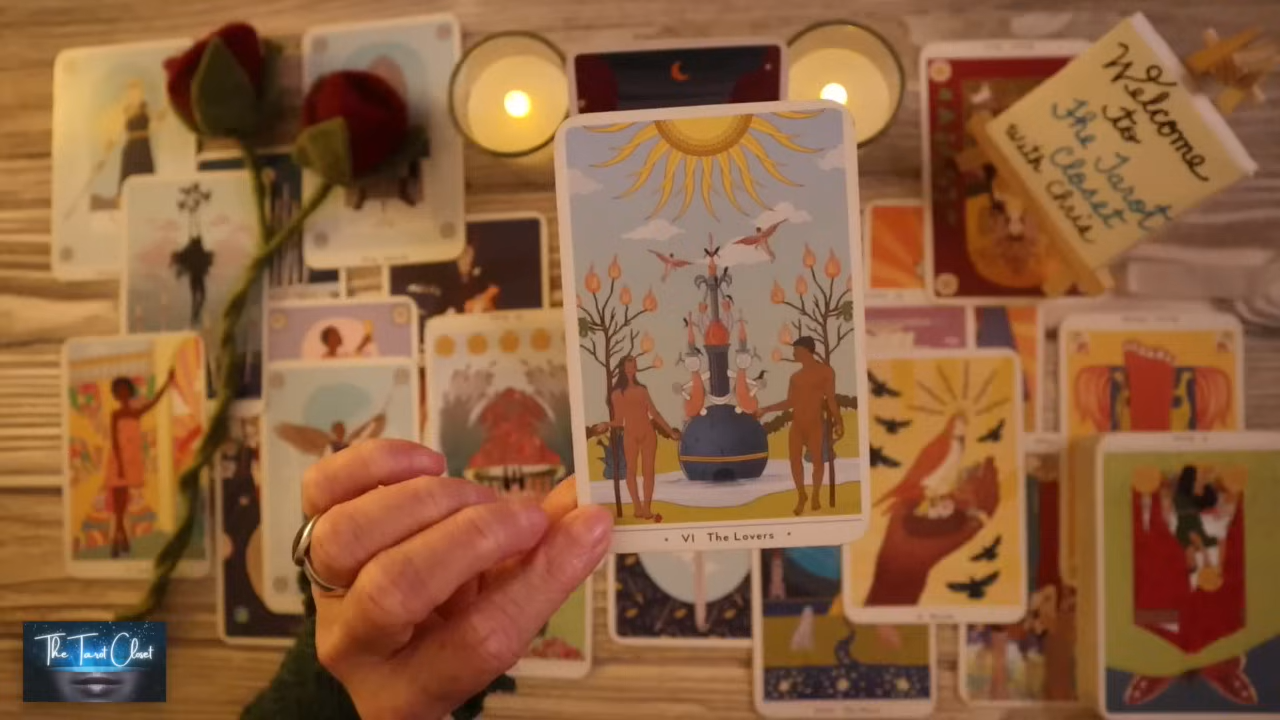 Welcome
to
The Tarot
Closet
with Chris
• VI The Lovers •
The Tarot Closet